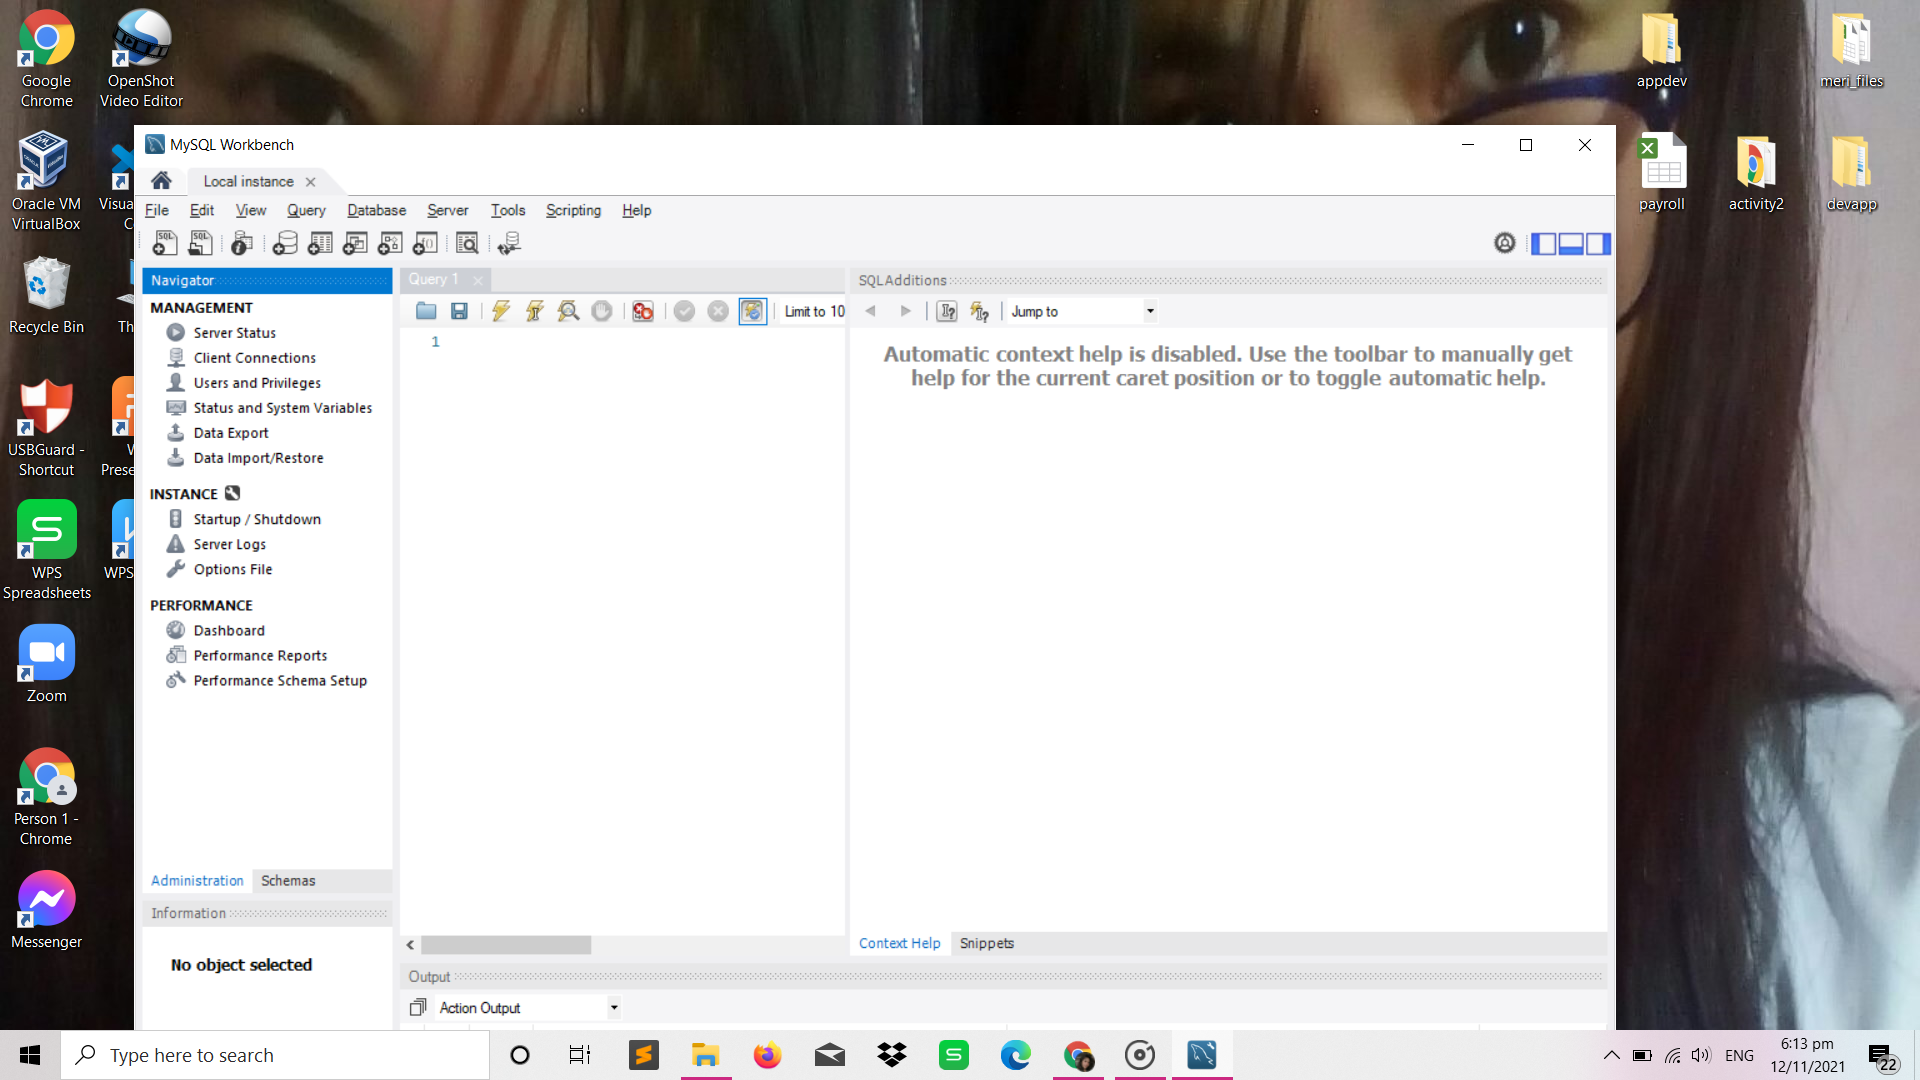 Google
Chrome
OpenShot
Video Editor
Oracle VM
VirtualBox
Recycle Bin
USBGuard -
Shortcut
WPS
Spreadsheets
Zoom
Person 1 -
Chrome
Messenger
appdev
meri_files
payroll
activity2
devapp
MySQL Workbench
Local instance
File Edit View Query Database Server Tools Scripting Help
Navigator
MANAGEMENT
Server Status
Client Connections
Users and Privileges
Status and System Variables
Data Export
Data Import/Restore
INSTANCE
Startup / Shutdown
Server Logs
Options File
PERFORMANCE
Dashboard
Performance Reports
Performance Schema Setup
Administration Schemas
Information
No object selected
Query 1
Limit to 10
1
SQLAdditions
Jump to
Automatic context help is disabled. Use the toolbar to manually get
help for the current caret position or to toggle automatic help.
Context Help Snippets
Output
Action Output
Type here to search
ENG
6:13 pm
12/11/2021
22